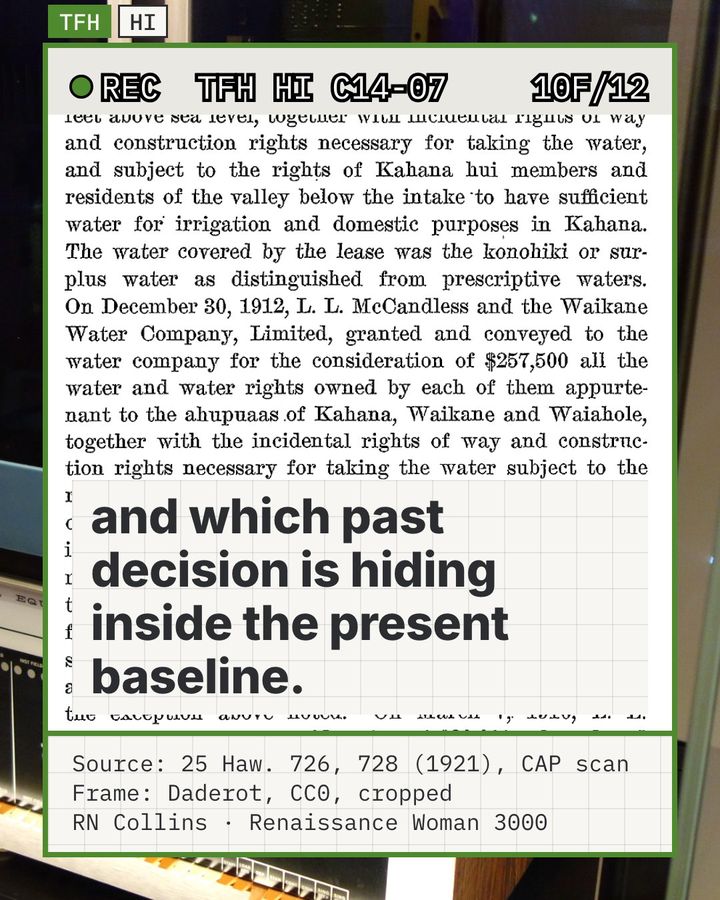 TFH HI
REC TFH HI C14-07 10F/12
feet above sea level, together with incidental rights of way
and construction rights necessary for taking the water,
and subject to the rights of Kahana hui members and
residents of the valley below the intake to have sufficient
water for irrigation and domestic purposes in Kahana.
The water covered by the lease was the konohiki or sur-
plus water as distinguished from prescriptive waters.
On December 30, 1912, L. L. McCandless and the Waikane
Water Company, Limited, granted and conveyed to the
water company for the consideration of $257,500 all the
water and water rights owned by each of them appurte-
nant to the ahupuaas of Kahana, Waikane and Waiahole,
together with the incidental rights of way and construc-
tion rights necessary for taking the water subject to the
and which past
decision is hiding
inside the present
baseline.
the exception above noted. On March 7, 1916, L. L.
Source: 25 Haw. 726, 728 (1921), CAP scan
Frame: Daderot, CC0, cropped
RN Collins · Renaissance Woman 3000